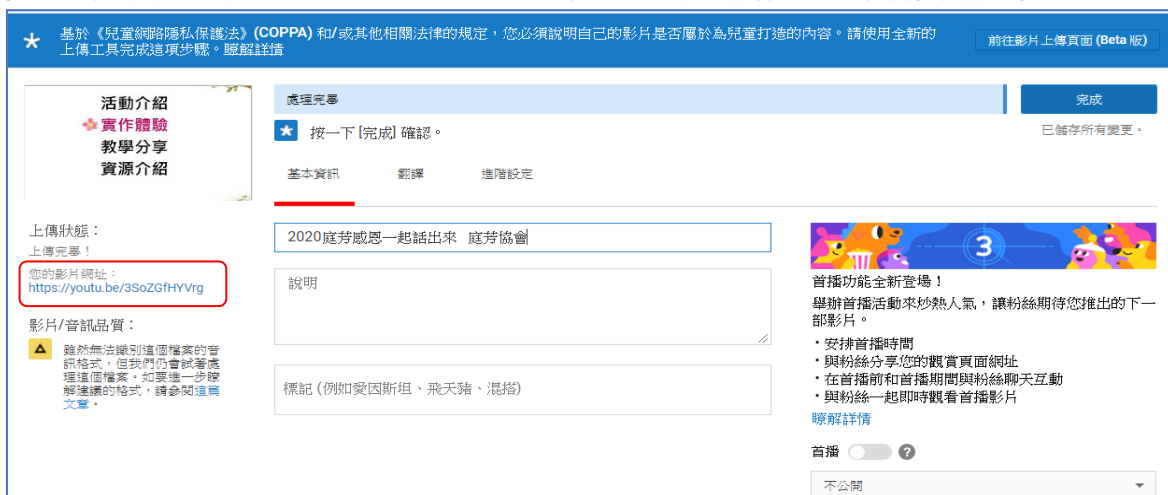 基於《兒童網路隱私保護法》(COPPA) 和/或其他相關法律的規定，您必須說明自己的影片是否屬於為兒童打造的內容。請使用全新的
上傳工具完成這項步驟。瞭解詳情
前往影片上傳頁面 (Beta 版)
活動介紹
實作體驗
教學分享
資源介紹
處理完畢
完成
按一下 [完成] 確認。
已儲存所有變更。
基本資訊
翻譯
進階設定
上傳狀態：
上傳完畢！
您的影片網址：
https://youtu.be/3SoZGfHYVrg
影片/音訊品質：
雖然無法識別這個檔案的音
訊格式，但我們仍會試著處
理這個檔案。如要進一步瞭
解建議的格式，請參閱這篇
文章。
2020庭芳感恩一起話出來 庭芳協會
說明
標記 (例如愛因斯坦、飛天豬、混搭)
3
首播功能全新登場！
舉辦首播活動來炒熱人氣，讓粉絲期待您推出的下一
部影片。
・安排首播時間
・與粉絲分享您的觀賞頁面網址
・在首播前和首播期間與粉絲聊天互動
・與粉絲一起即時觀看首播影片
瞭解詳情
首播
不公開